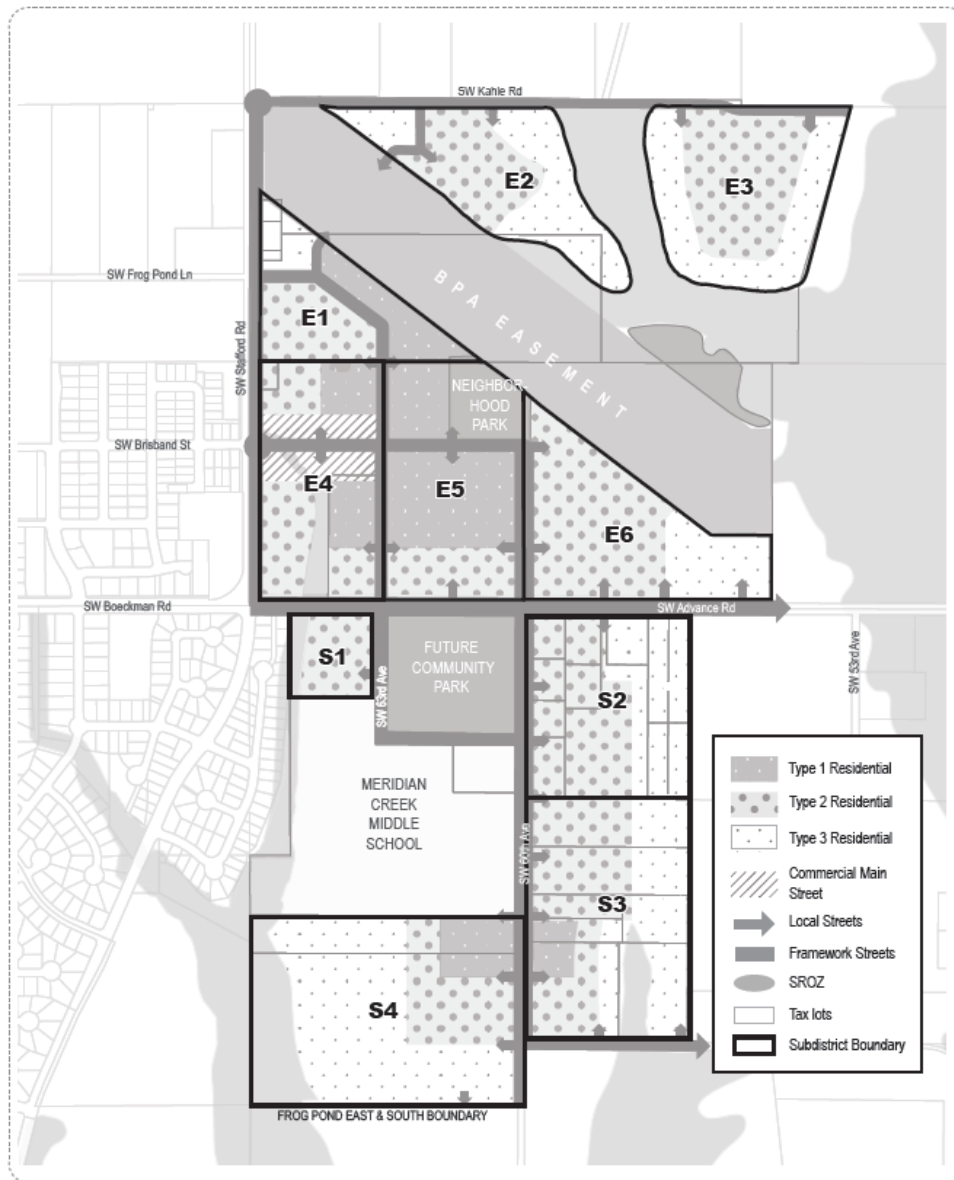 SW Kahle Rd
E2
E3
SW Frog Pond Ln
BPA EASEMENT
E1
SW Stafford Rd
NEIGHBOR-
HOOD
PARK
SW Brisband St
E4
E5
E6
SW Boeckman Rd
SW Advance Rd
S1
FUTURE
COMMUNITY
PARK
SW 63rd Ave
SW 53rd Ave
S2
MERIDIAN
CREEK
MIDDLE
SCHOOL
SW 60th Ave
S3
S4
FROG POND EAST & SOUTH BOUNDARY
Type 1 Residential
Type 2 Residential
Type 3 Residential
Commercial Main
Street
Local Streets
Framework Streets
SROZ
Tax lots
Subdistrict Boundary